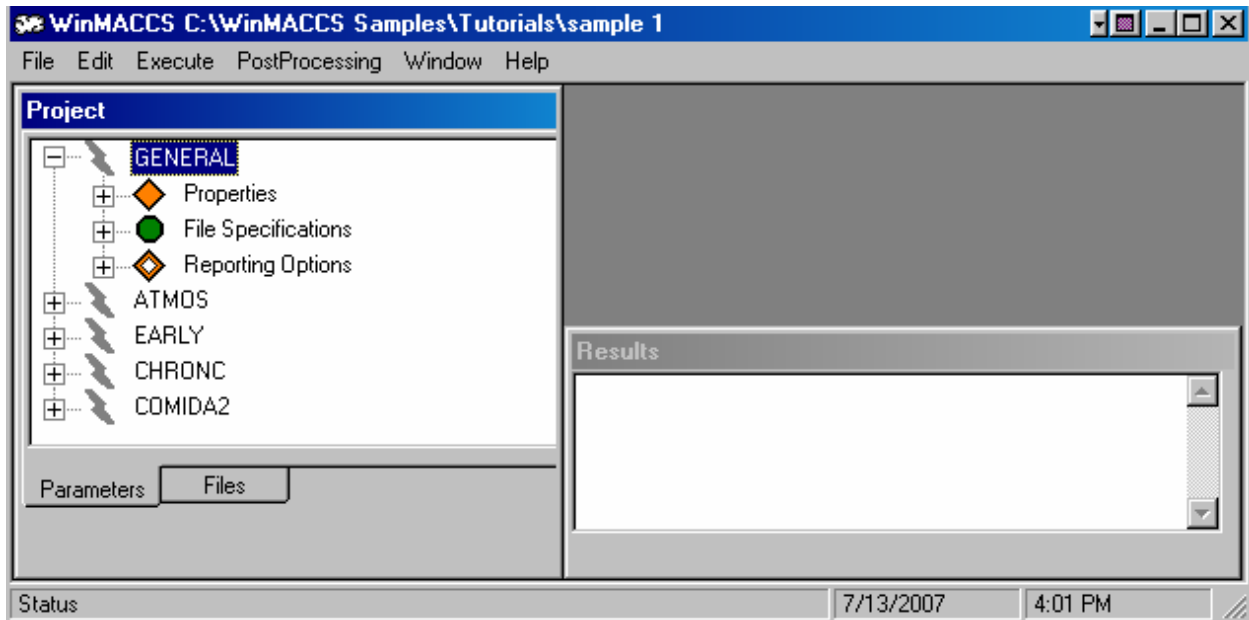 WinMACCS C:\WinMACCS Samples\Tutorials\sample 1
File Edit Execute PostProcessing Window Help
Project
GENERAL
Properties
File Specifications
Reporting Options
ATMOS
EARLY
CHRONC
COMIDA2
Parameters Files
Results
Status 7/13/2007 4:01 PM